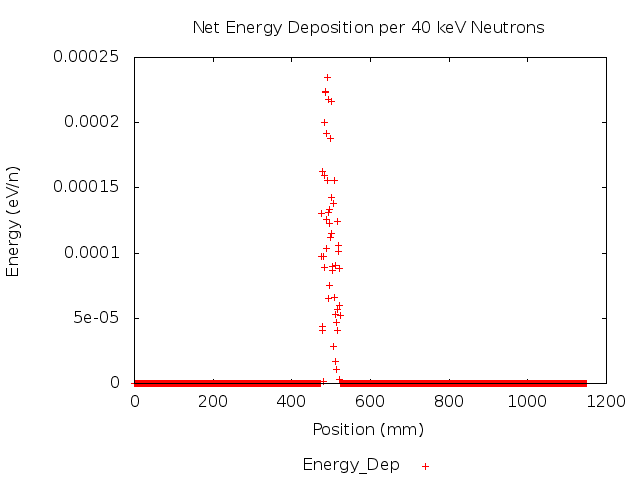 Net Energy Deposition per 40 keV Neutrons
0.00025
0.0002
0.00015
0.0001
5e-05
0
Energy (eV/n)
0 200 400 600 800 1000 1200
Position (mm)
Energy_Dep